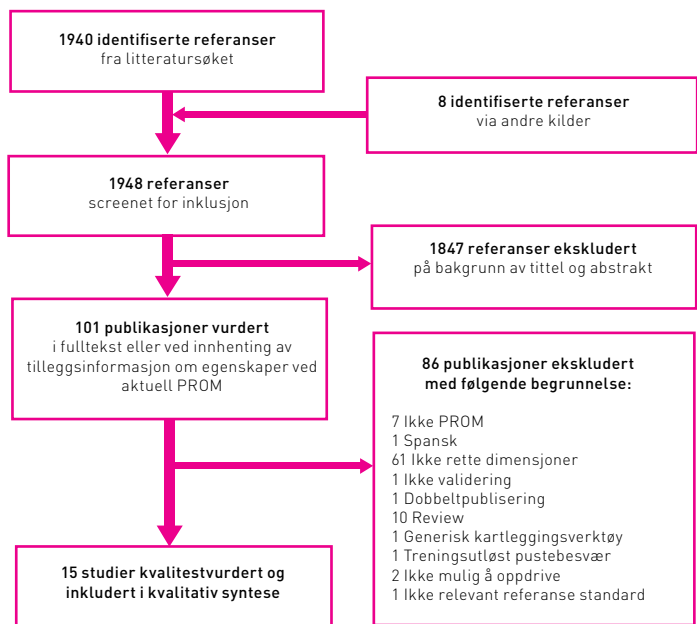 1940 identifiserte referanser
fra litteratursøket
8 identifiserte referanser
via andre kilder
1948 referanser
screenet for inklusjon
1847 referanser ekskludert
på bakgrunn av tittel og abstrakt
101 publikasjoner vurdert
i fulltekst eller ved innhenting av
tilleggsinformasjon om egenskaper ved
aktuell PROM
86 publikasjoner ekskludert
med følgende begrunnelse:
7 Ikke PROM
1 Spansk
61 Ikke rette dimensjoner
1 Ikke validering
1 Dobbeltpublisering
10 Review
1 Generisk kartleggingsverktøy
1 Treningsutløst pustebesvær
2 Ikke mulig å oppdrive
1 Ikke relevant referanse standard
15 studier kvalitestvurdert og
inkludert i kvalitativ syntese